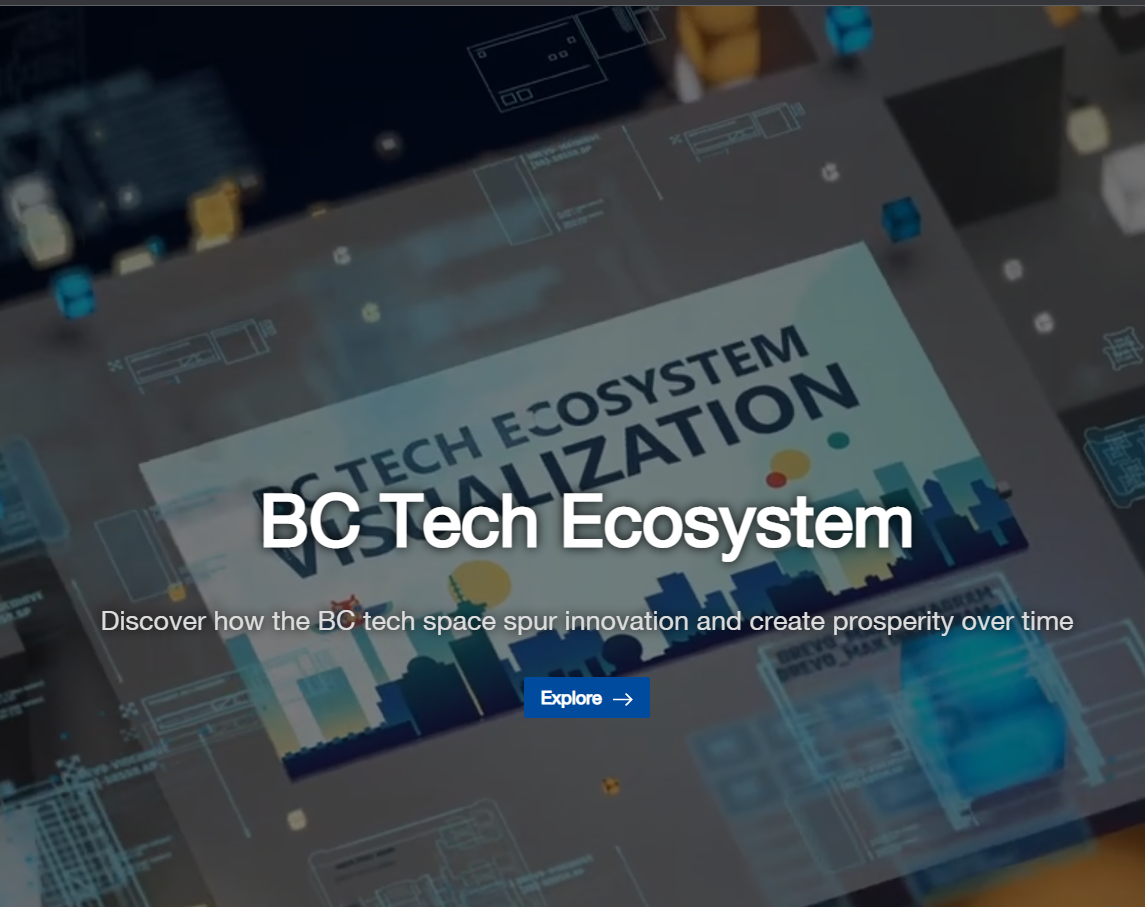 BC TECH ECOSYSTEM
VISUALIZATION
BC Tech Ecosystem
Discover how the BC tech space spur innovation and create prosperity over time
Explore →